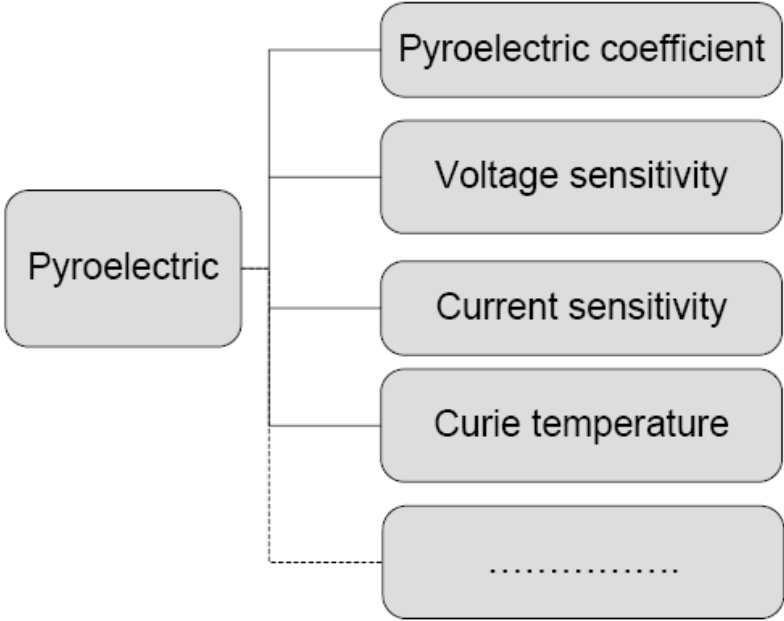 Pyroelectric
Pyroelectric coefficient
Voltage sensitivity
Current sensitivity
Curie temperature
................